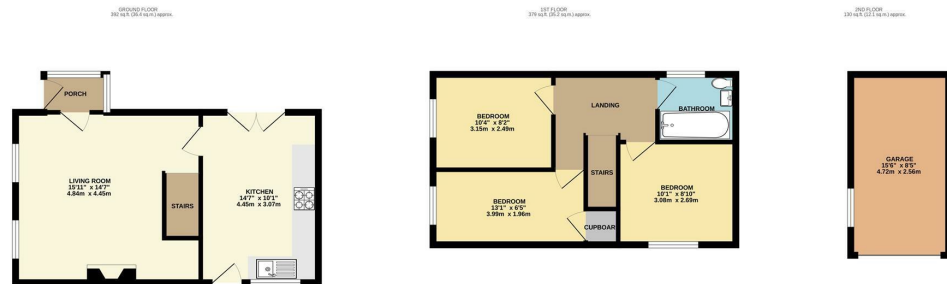 GROUND FLOOR
392 sq.ft. (36.4 sq.m.) approx.
1ST FLOOR
379 sq.ft. (35.2 sq.m.) approx.
2ND FLOOR
130 sq.ft. (12.1 sq.m.) approx.
PORCH
LIVING ROOM
15'11" x 14'7"
4.84m x 4.45m
STAIRS
KITCHEN
14'7" x 10'1"
4.45m x 3.07m
BEDROOM
10'4" x 8'2"
3.15m x 2.49m
LANDING
BATHROOM
BEDROOM
13'1" x 6'5"
3.99m x 1.96m
STAIRS
CUPBOAR
BEDROOM
10'1" x 8'10"
3.08m x 2.69m
GARAGE
15'6" x 8'5"
4.72m x 2.56m